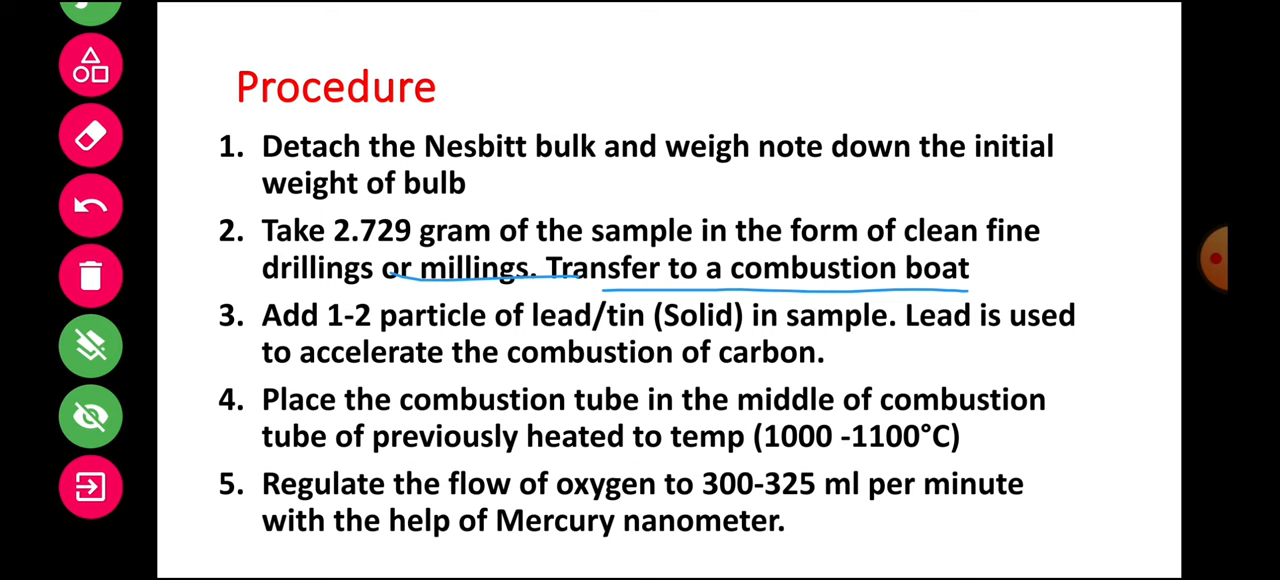 Procedure
1. Detach the Nesbitt bulk and weigh note down the initial
weight of bulb
2. Take 2.729 gram of the sample in the form of clean fine
drillings or millings. Transfer to a combustion boat
3. Add 1-2 particle of lead/tin (Solid) in sample. Lead is used
to accelerate the combustion of carbon.
4. Place the combustion tube in the middle of combustion
tube of previously heated to temp (1000 -1100°C)
5. Regulate the flow of oxygen to 300-325 ml per minute
with the help of Mercury nanometer.